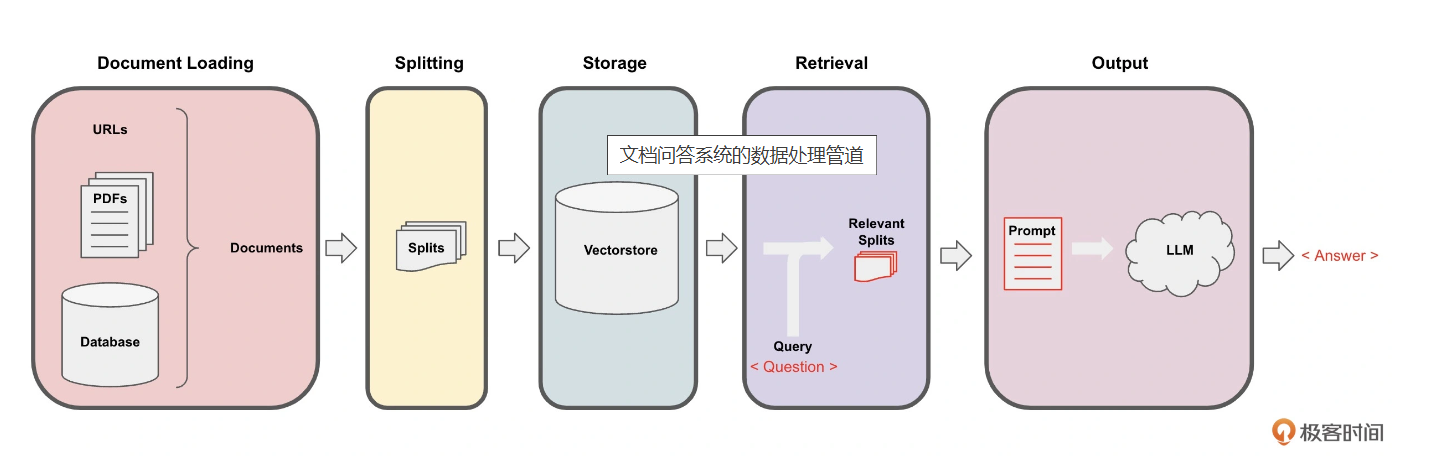 Document Loading
Splitting
Storage
Retrieval
Output
URLs
PDFs
Database
Documents
Splits
文档问答系统的数据处理管道
Vectorstore
Relevant
Splits
Query
< Question >
Prompt
LLM
< Answer >
极客时间